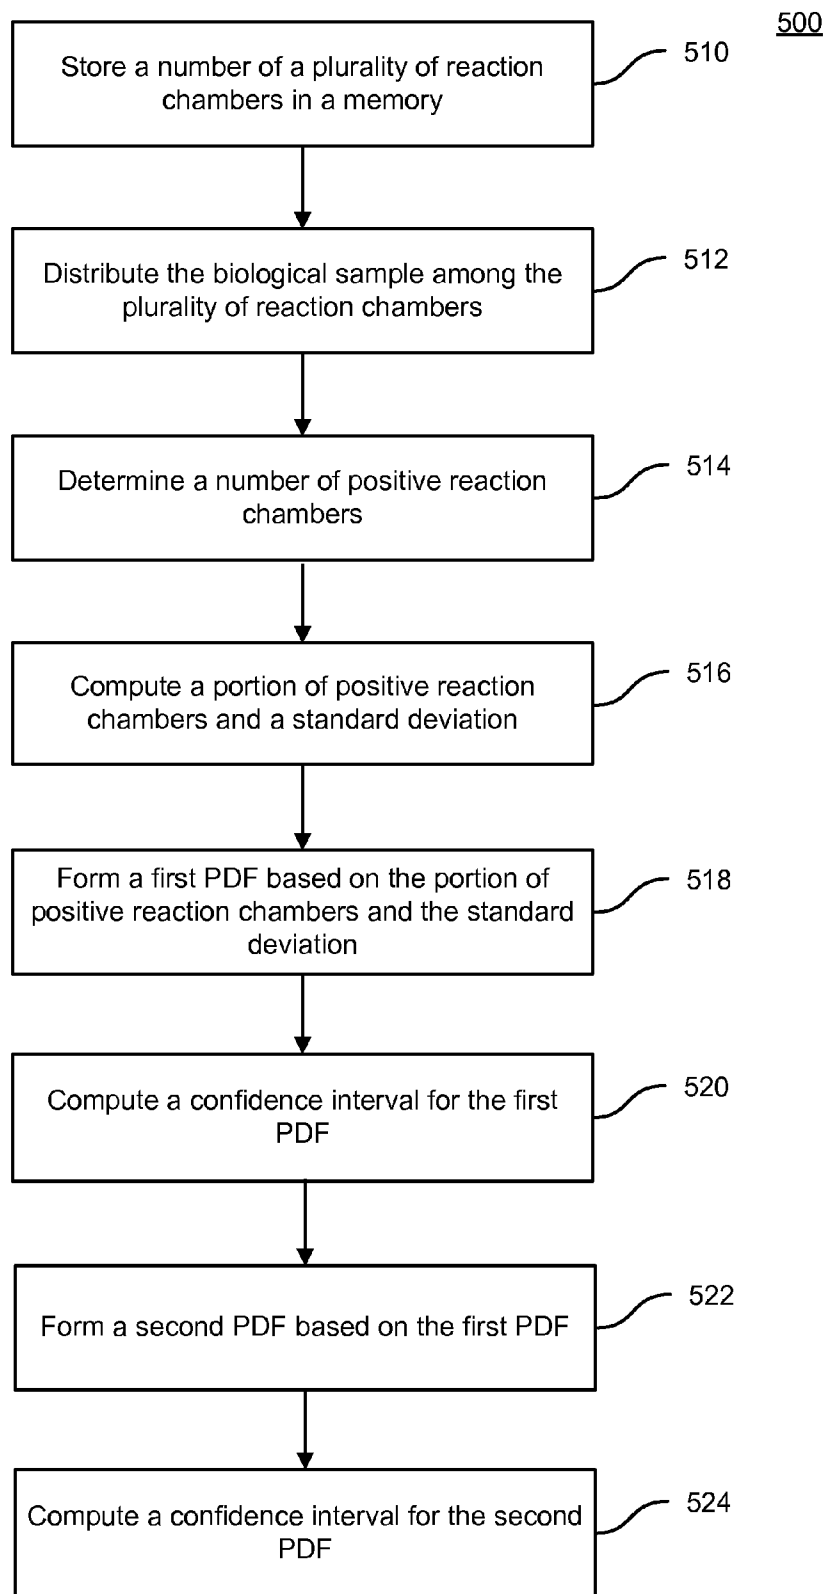 500
Store a number of a plurality of reaction
chambers in a memory
510
Distribute the biological sample among the
plurality of reaction chambers
512
Determine a number of positive reaction
chambers
514
Compute a portion of positive reaction
chambers and a standard deviation
516
Form a first PDF based on the portion of
positive reaction chambers and the standard
deviation
518
Compute a confidence interval for the first
PDF
520
Form a second PDF based on the first PDF
522
Compute a confidence interval for the second
PDF
524